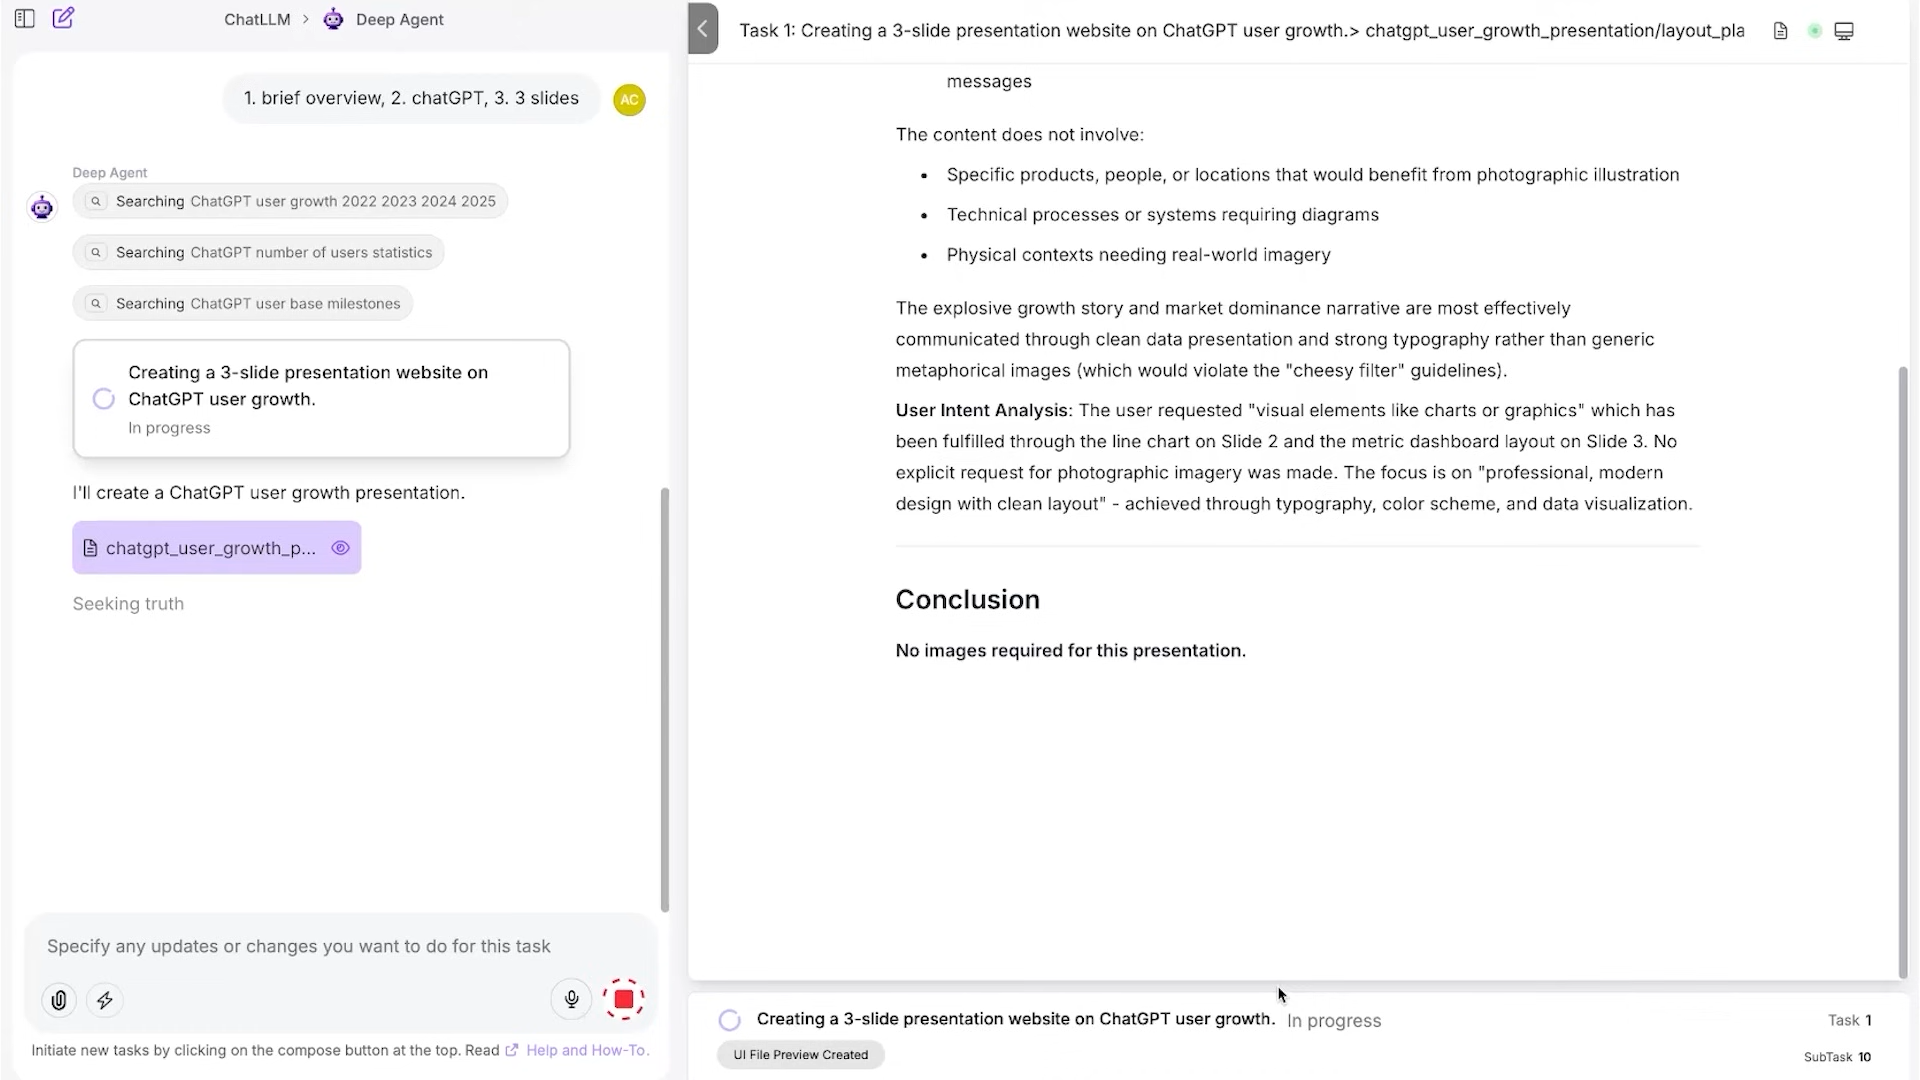 ChatLLM > Deep Agent
1. brief overview, 2. chatGPT, 3. 3 slides
AC
Deep Agent
Searching ChatGPT user growth 2022 2023 2024 2025
Searching ChatGPT number of users statistics
Searching ChatGPT user base milestones
Creating a 3-slide presentation website on
ChatGPT user growth.
In progress
I'll create a ChatGPT user growth presentation.
chatgpt_user_growth_p...
Seeking truth
Specify any updates or changes you want to do for this task
Initiate new tasks by clicking on the compose button at the top. Read Help and How-To.
Task 1: Creating a 3-slide presentation website on ChatGPT user growth.> chatgpt_user_growth_presentation/layout_pla
messages
The content does not involve:
• Specific products, people, or locations that would benefit from photographic illustration
• Technical processes or systems requiring diagrams
• Physical contexts needing real-world imagery
The explosive growth story and market dominance narrative are most effectively
communicated through clean data presentation and strong typography rather than generic
metaphorical images (which would violate the "cheesy filter" guidelines).
User Intent Analysis: The user requested "visual elements like charts or graphics" which has
been fulfilled through the line chart on Slide 2 and the metric dashboard layout on Slide 3. No
explicit request for photographic imagery was made. The focus is on "professional, modern
design with clean layout" - achieved through typography, color scheme, and data visualization.
Conclusion
No images required for this presentation.
Creating a 3-slide presentation website on ChatGPT user growth. In progress
Task 1
UI File Preview Created
SubTask 10